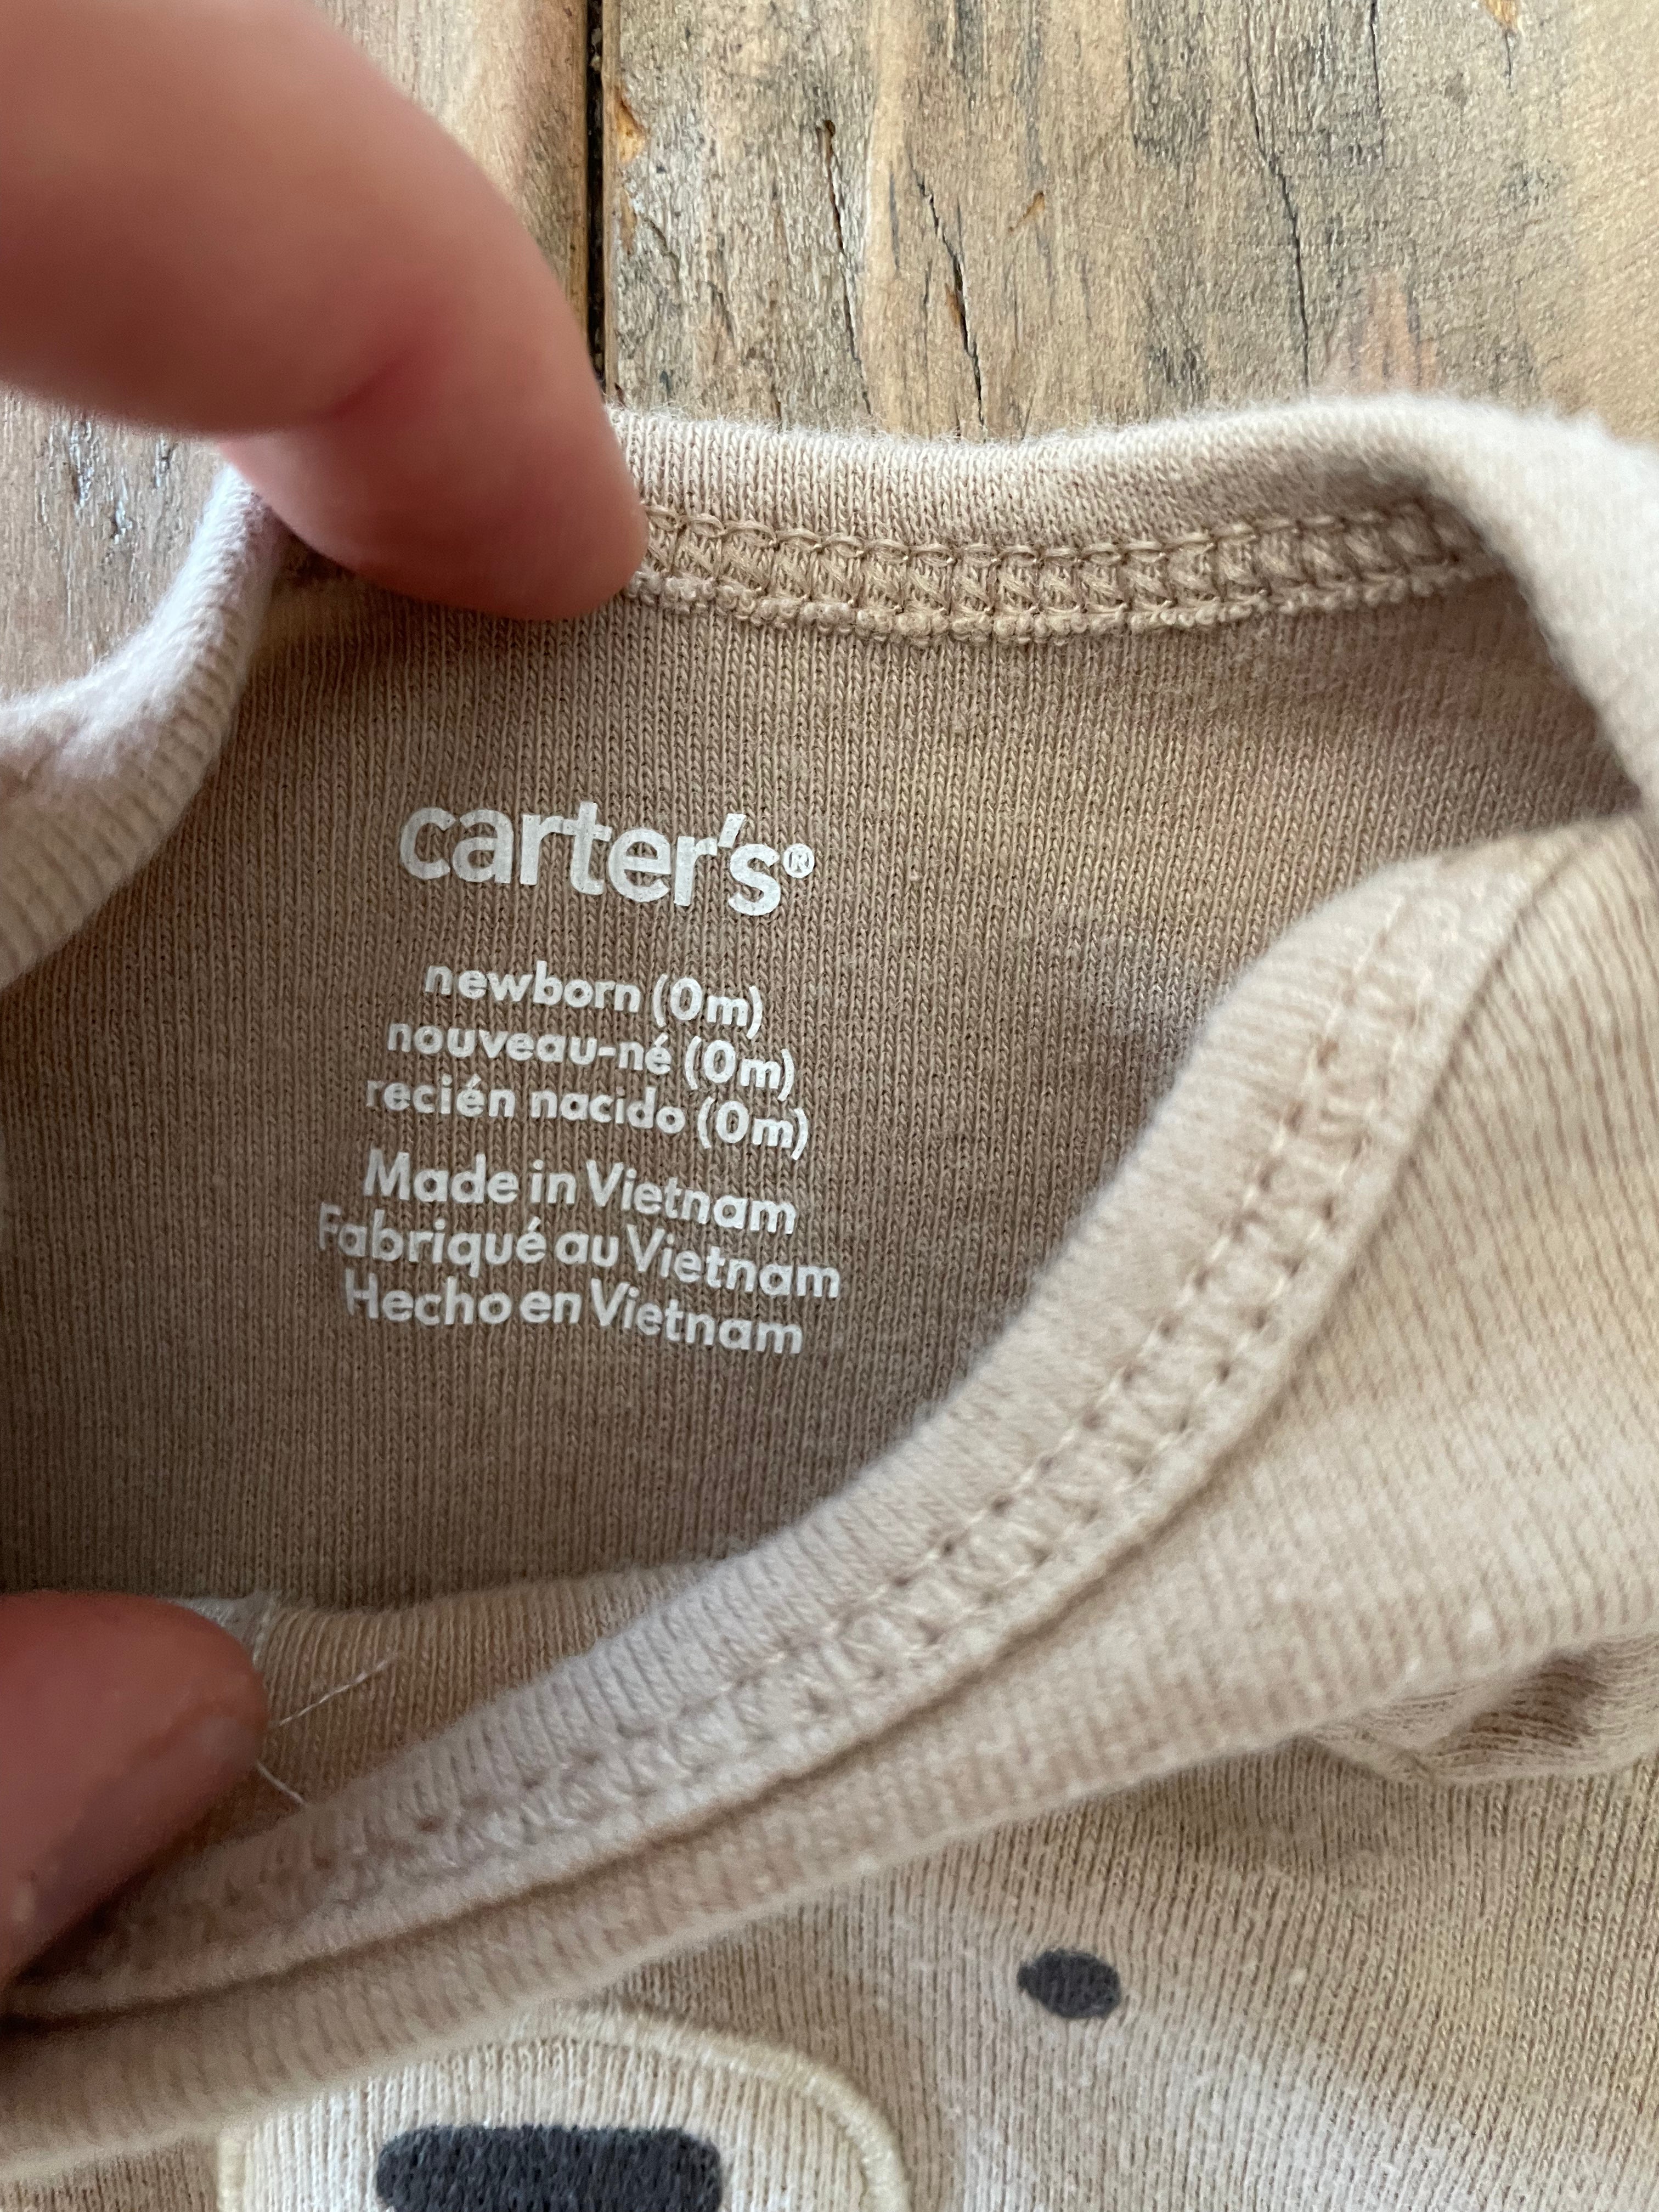 carter's®
newborn (0m)
nouveau-né (0m)
recién nacido (0m)
Made in Vietnam
Fabriqué au Vietnam
Hecho en Vietnam